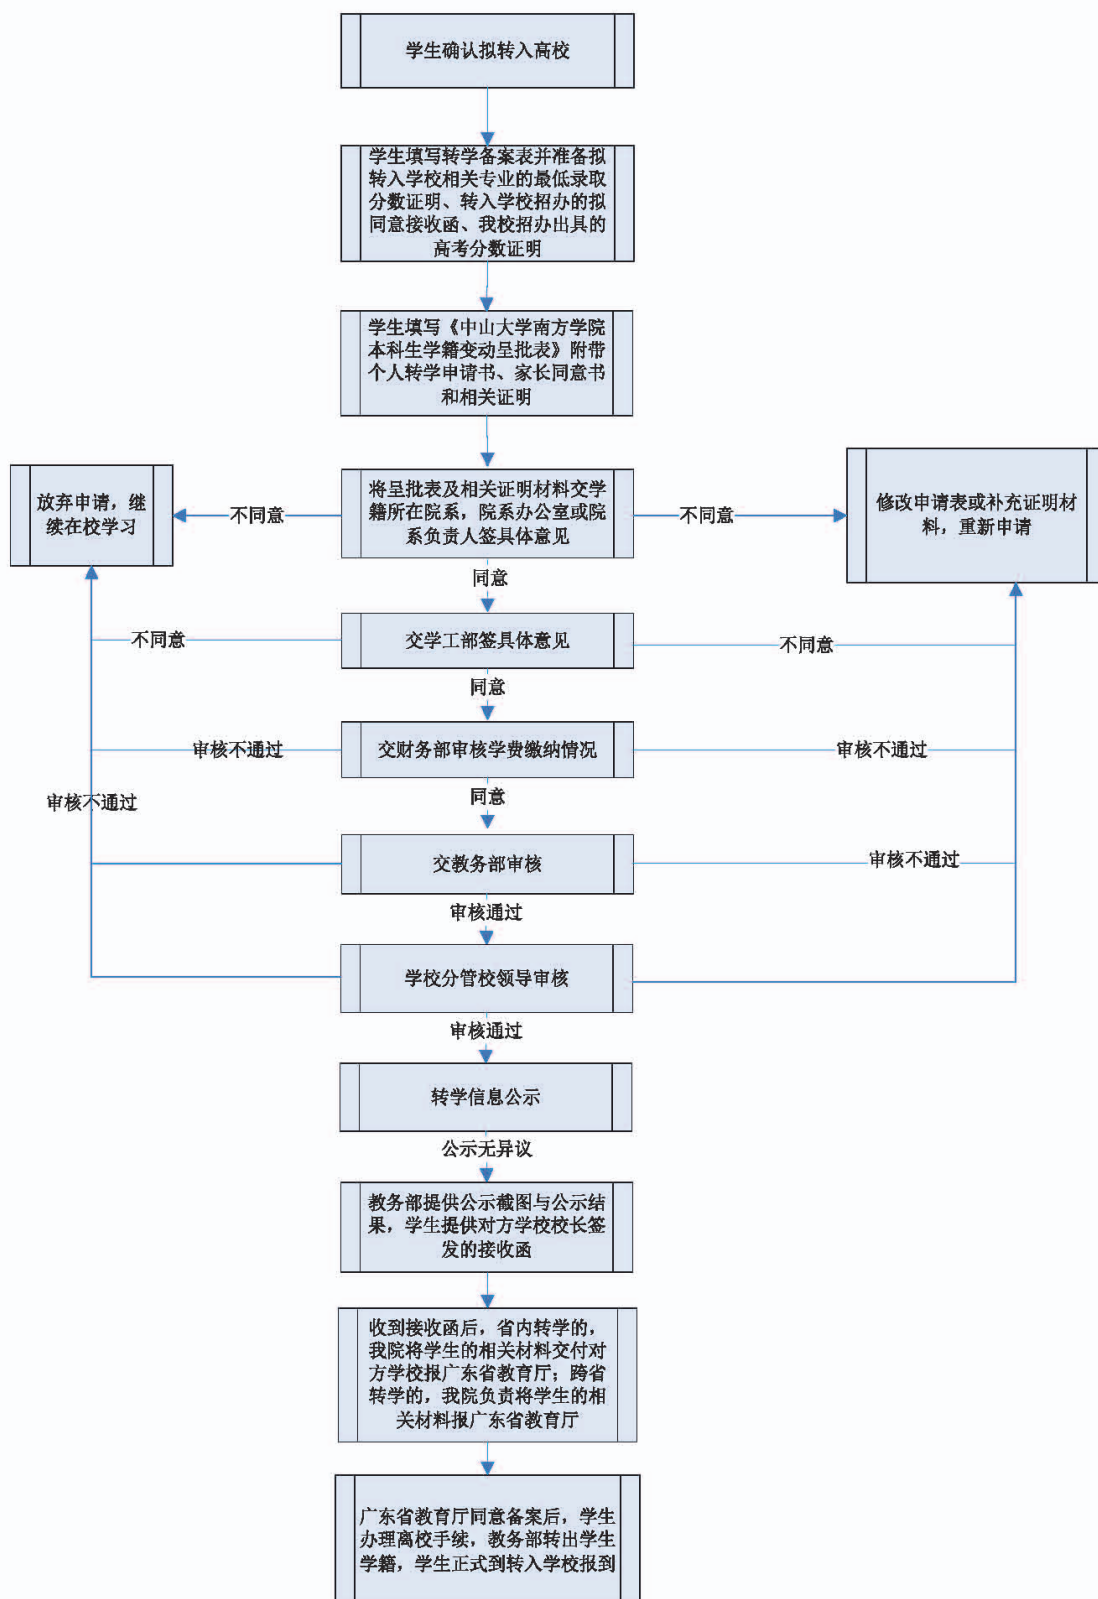 学生确认拟转入高校
学生填写转学备案表并准备拟
转入学校相关专业的最低录取
分数证明、转入学校招办的拟
同意接收函、我校招办出具的
高考分数证明
学生填写《中山大学南方学院
本科生学籍变动呈批表》附带
个人转学申请书、家长同意书
和相关证明
放弃申请，继
续在校学习
不同意
将呈批表及相关证明材料交学
籍所在院系，院系办公室或院
系负责人签具体意见
不同意
修改申请表或补充证明材
料，重新申请
同意
不同意
交学工部签具体意见
不同意
同意
审核不通过
交财务部审核学费缴纳情况
审核不通过
同意
审核不通过
交教务部审核
审核不通过
审核通过
学校分管校领导审核
审核通过
转学信息公示
公示无异议
教务部提供公示截图与公示结
果，学生提供对方学校校长签
发的接收函
收到接收函后，省内转学的，
我院将学生的相关材料交付对
方学校报广东省教育厅；跨省
转学的，我院负责将学生的相
关材料报广东省教育厅
广东省教育厅同意备案后，学生
办理离校手续，教务部转出学生
学籍，学生正式到转入学校报到